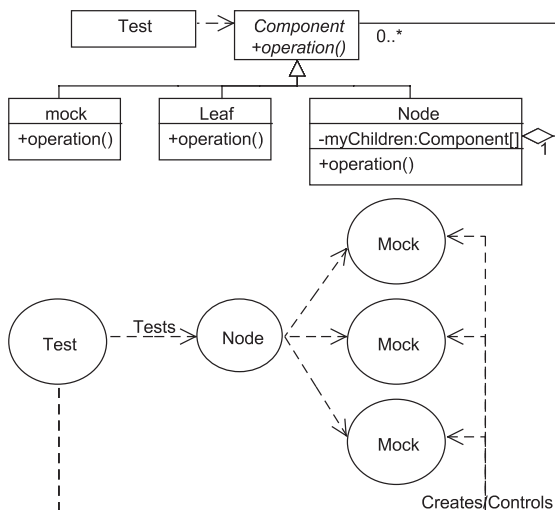 Test
Component
+operation()
0..*
mock
+operation()
Leaf
+operation()
Node
-myChildren:Component[]
+operation()
1
Mock
Tests
Test
Node
Mock
Mock
Creates/Controls